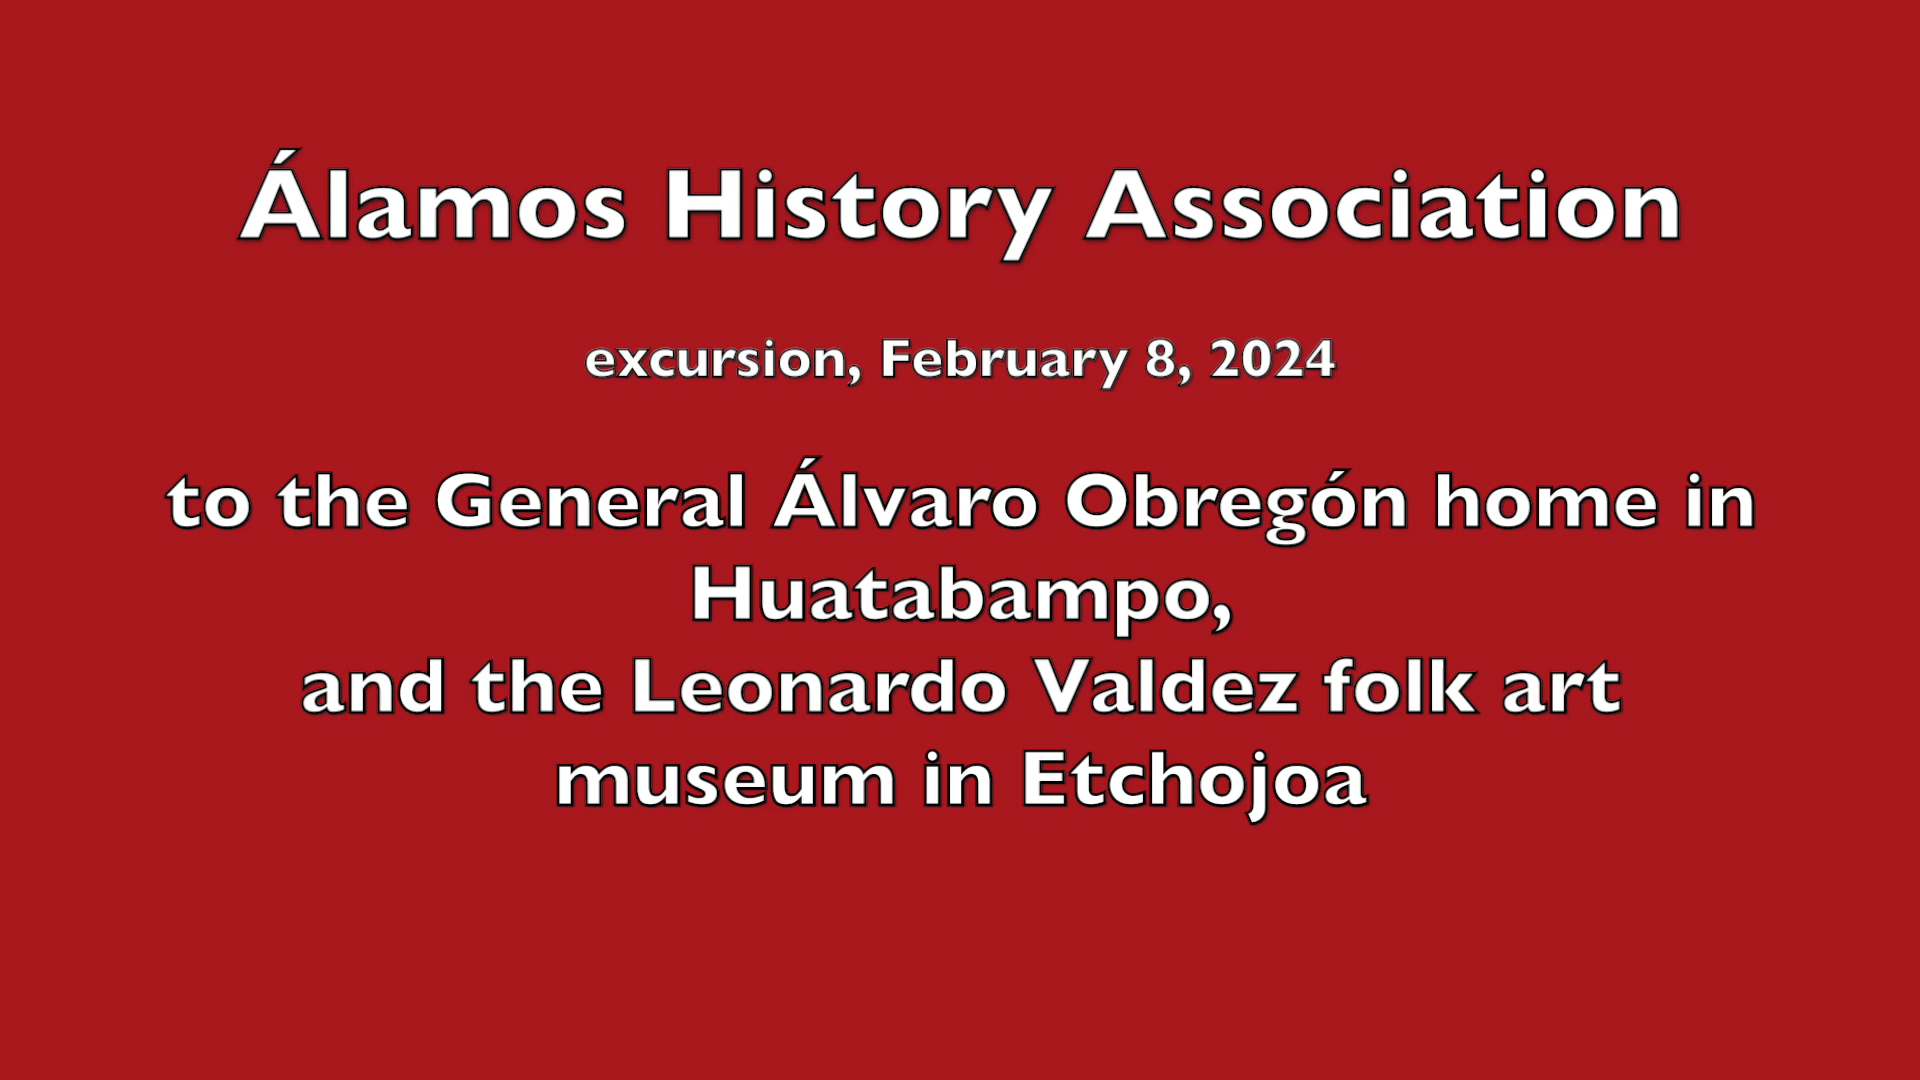 Álamos History Association
excursion, February 8, 2024
to the General Álvaro Obregón home in
Huatabampo,
and the Leonardo Valdez folk art
museum in Etchojoa